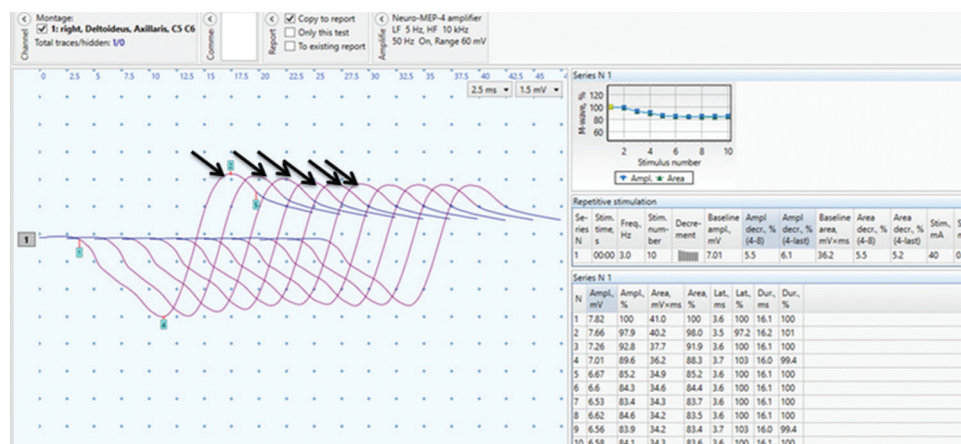 Channel
Montage:
1: right, Deltoideus, Axillaris, C5 C6
Total traces/hidden: 1/0
Report
Copy to report
Only this test
To existing report
Neuro-MEP-4 amplifier
LF 5 Hz, HF 10 kHz
50 Hz On, Range 60 mV
0 2.5 5 7.5 10 12.5 15 17.5 20 22.5 25 27.5 30 32.5 35 37.5 40 42.5 45
2.5 ms 1.5 mV
1
1
2
3
4
Series N 1
M-wave, %
120
100
80
60
2 4 6 8 10
Stimulus number
Ampl. Area
Repetitive stimulation
Se- Stim. Freq., Stim. Decre- Baseline Ampl Ampl Baseline Area Area Stim.,
ries time, Hz num- ment ampl., decr., % decr., % area, decr., % decr., % mA
N s ber mV (4-8) (4-last) mV×ms (4-8) (4-last)
1 00:00 3.0 10 7.01 5.5 6.1 36.2 5.5 5.2 40
Series N 1
N Ampl., Ampl., Area, Area, Lat., Lat., Dur., Dur.,
mV % mV×ms % ms % ms %
1 7.82 100 41.0 100 3.6 100 16.1 100
2 7.66 97.9 40.2 98.0 3.5 97.2 16.2 101
3 7.26 92.8 37.7 91.9 3.6 100 16.1 100
4 7.01 89.6 36.2 88.3 3.7 103 16.0 99.4
5 6.67 85.2 34.9 85.2 3.6 100 16.1 100
6 6.6 84.3 34.6 84.4 3.6 100 16.1 100
7 6.53 83.4 34.3 83.7 3.6 100 16.1 100
8 6.62 84.6 34.2 83.5 3.6 100 16.1 100
9 6.56 83.9 34.2 83.4 3.7 103 16.0 99.4
10 6.58 84.1 34.3 83.6 3.6 100 16.1 100